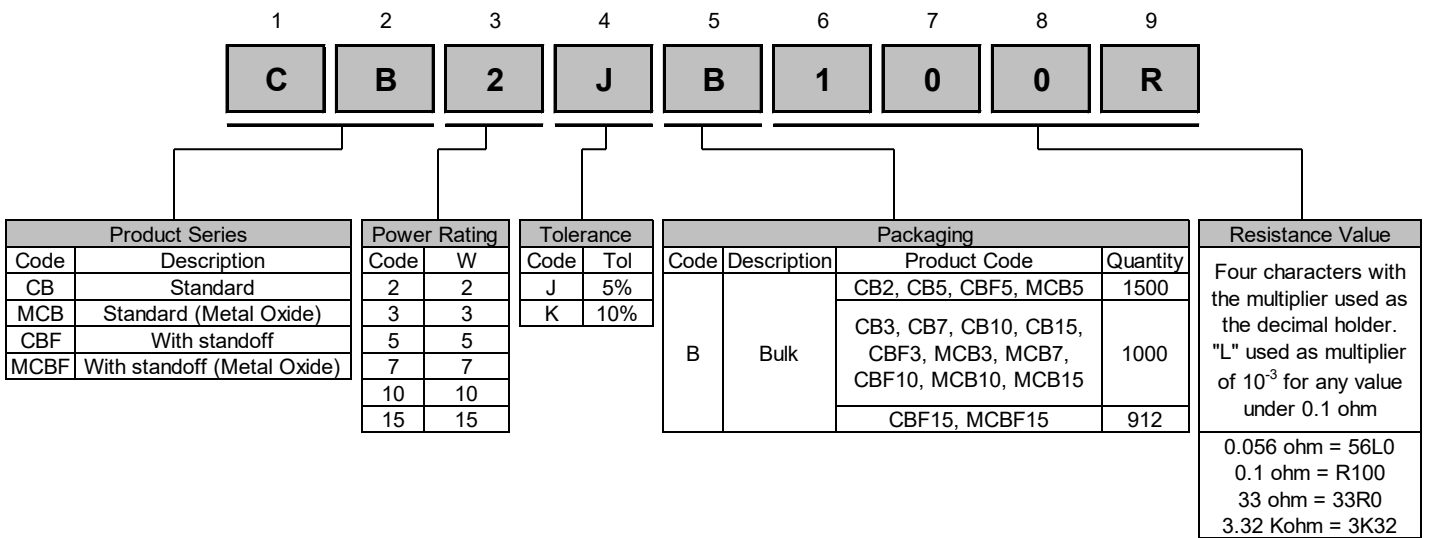 1 2 3 4 5 6 7 8 9
C B 2 J B 1 0 0 R
Product Series
Code Description
CB Standard
MCB Standard (Metal Oxide)
CBF With standoff
MCBF With standoff (Metal Oxide)
Power Rating
Code W
2 2
3 3
5 5
7 7
10 10
15 15
Tolerance
Code Tol
J 5%
K 10%
Packaging
Code Description Product Code Quantity
B Bulk
CB2, CB5, CBF5, MCB5 1500
CB3, CB7, CB10, CB15,
CBF3, MCB3, MCB7,
CBF10, MCB10, MCB15
1000
CBF15, MCBF15 912
Resistance Value
Four characters with
the multiplier used as
the decimal holder.
"L" used as multiplier
of 10⁻³ for any value
under 0.1 ohm
0.056 ohm = 56L0
0.1 ohm = R100
33 ohm = 33R0
3.32 Kohm = 3K32